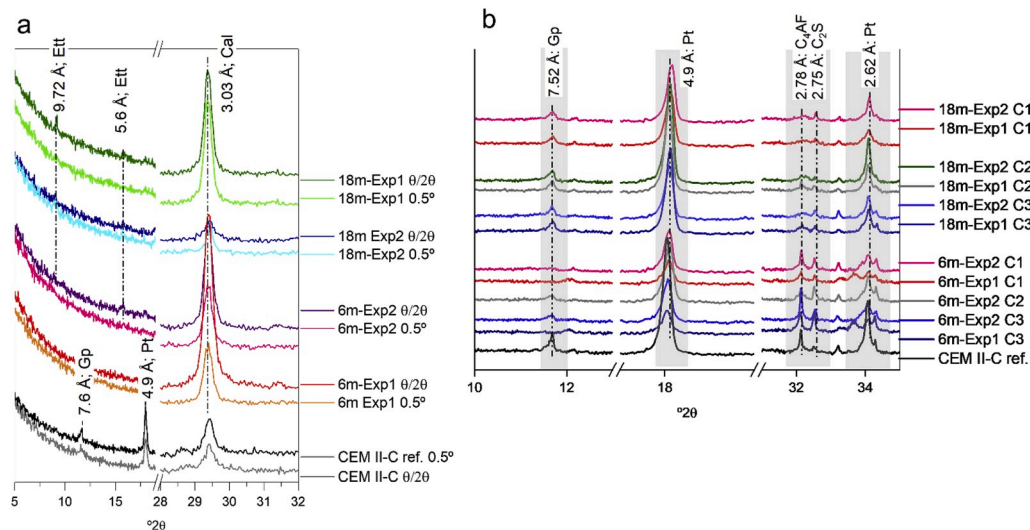 a
9.72 Å; Ett
5.6 Å; Ett
3.03 Å; Cal
7.6 Å; Gp
4.9 Å; Pt
18m-Exp1 θ/2θ
18m-Exp1 0.5º
18m Exp2 θ/2θ
18m-Exp2 0.5º
6m-Exp2 θ/2θ
6m-Exp2 0.5º
6m-Exp1 θ/2θ
6m Exp1 0.5º
CEM II-C ref. 0.5º
CEM II-C θ/2θ
5 10 15 28 29 30 31 32
º2θ
b
7.52 Å: Gp
4.9 Å: Pt
2.78 Å: C₄AF
2.75 Å: C₂S
2.62 Å: Pt
18m-Exp2 C1
18m-Exp1 C1
18m-Exp2 C2
18m-Exp1 C2
18m-Exp2 C3
18m-Exp1 C3
6m-Exp2 C1
6m-Exp1 C1
6m-Exp2 C2
6m-Exp2 C3
6m-Exp1 C3
CEM II-C ref.
10 12 18 32 34
º2θ